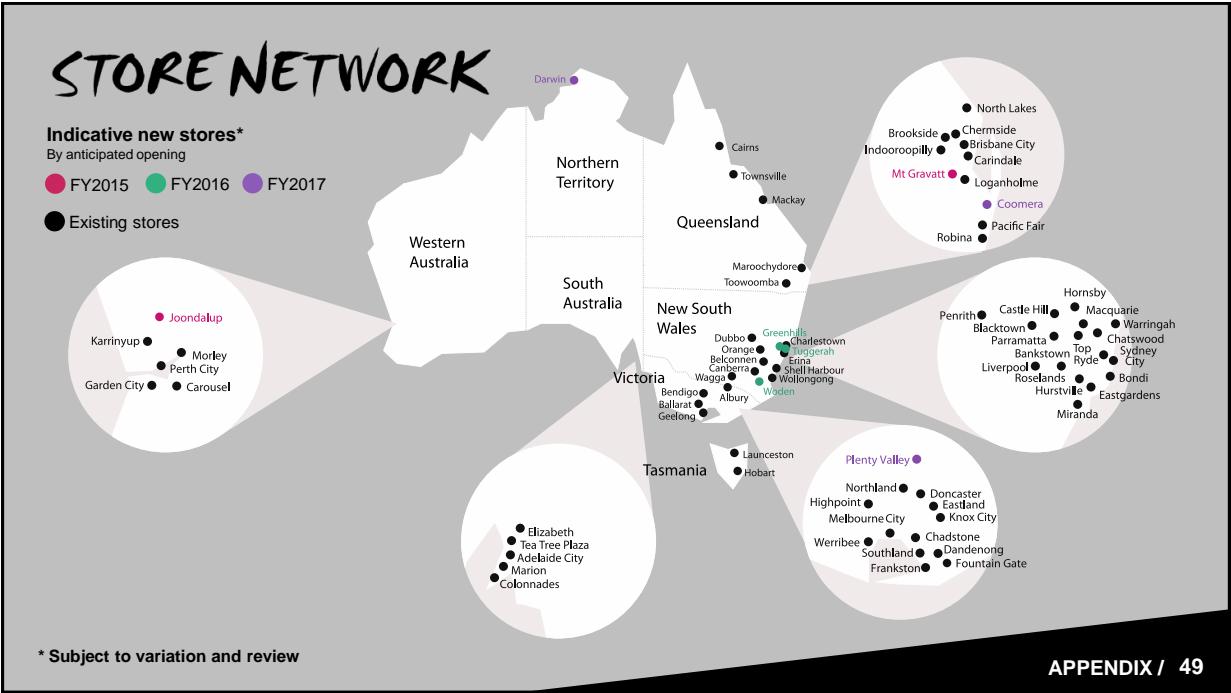 STORE NETWORK
Indicative new stores*
By anticipated opening
FY2015 FY2016 FY2017
Existing stores
Darwin
Northern
Territory
Western
Australia
South
Australia
Queensland
New South
Wales
Victoria
Tasmania
Cairns
Townsville
Mackay
Maroochydore
Toowoomba
Dubbo
Greenhills
Charlestown
Orange
Tuggerah
Belconnen
Erina
Canberra
Shell Harbour
Wagga
Wollongong
Woden
Albury
Bendigo
Ballarat
Geelong
Launceston
Hobart
North Lakes
Brookside
Chermside
Indooroopilly
Brisbane City
Carindale
Mt Gravatt
Loganholme
Coomera
Pacific Fair
Robina
Joondalup
Karrinyup
Morley
Perth City
Garden City
Carousel
Hornsby
Penrith
Castle Hill
Macquarie
Blacktown
Warringah
Parramatta
Chatswood
Top
Ryde
Bankstown
Sydney
City
Liverpool
Roselands
Bondi
Hurstville
Eastgardens
Miranda
Plenty Valley
Northland
Doncaster
Highpoint
Eastland
Knox City
Melbourne City
Werribee
Chadstone
Southland
Dandenong
Frankston
Fountain Gate
Elizabeth
Tea Tree Plaza
Adelaide City
Marion
Colonnades
* Subject to variation and review
APPENDIX / 49